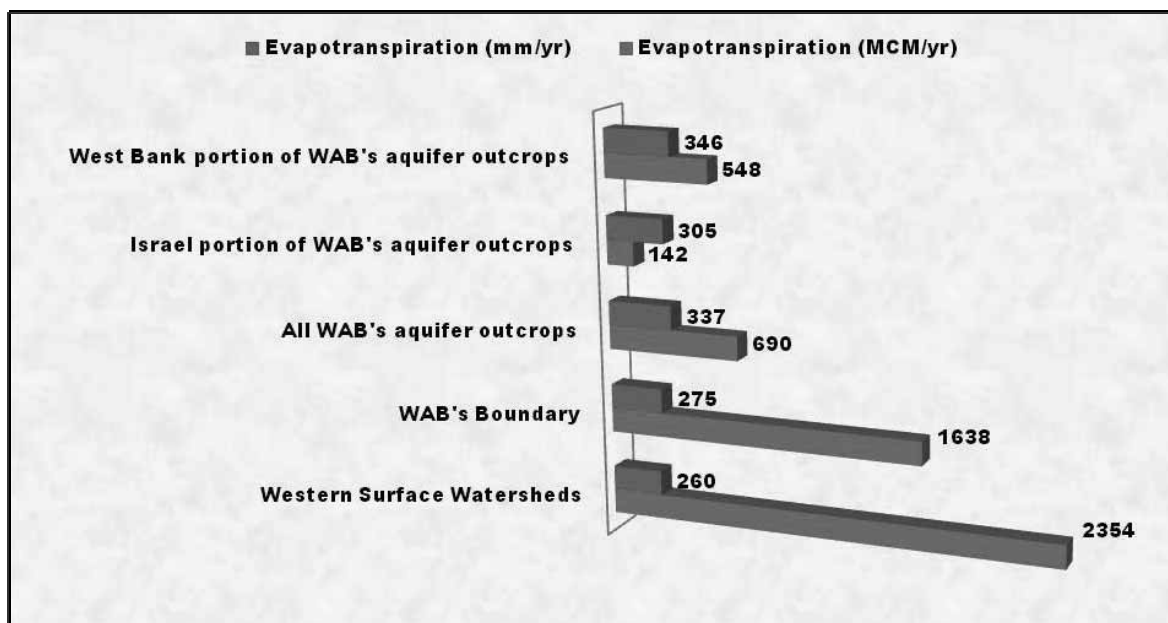 Evapotranspiration (mm/yr) Evapotranspiration (MCM/yr)
West Bank portion of WAB's aquifer outcrops
346
548
Israel portion of WAB's aquifer outcrops
305
142
All WAB's aquifer outcrops
337
690
WAB's Boundary
275
1638
Western Surface Watersheds
260
2354